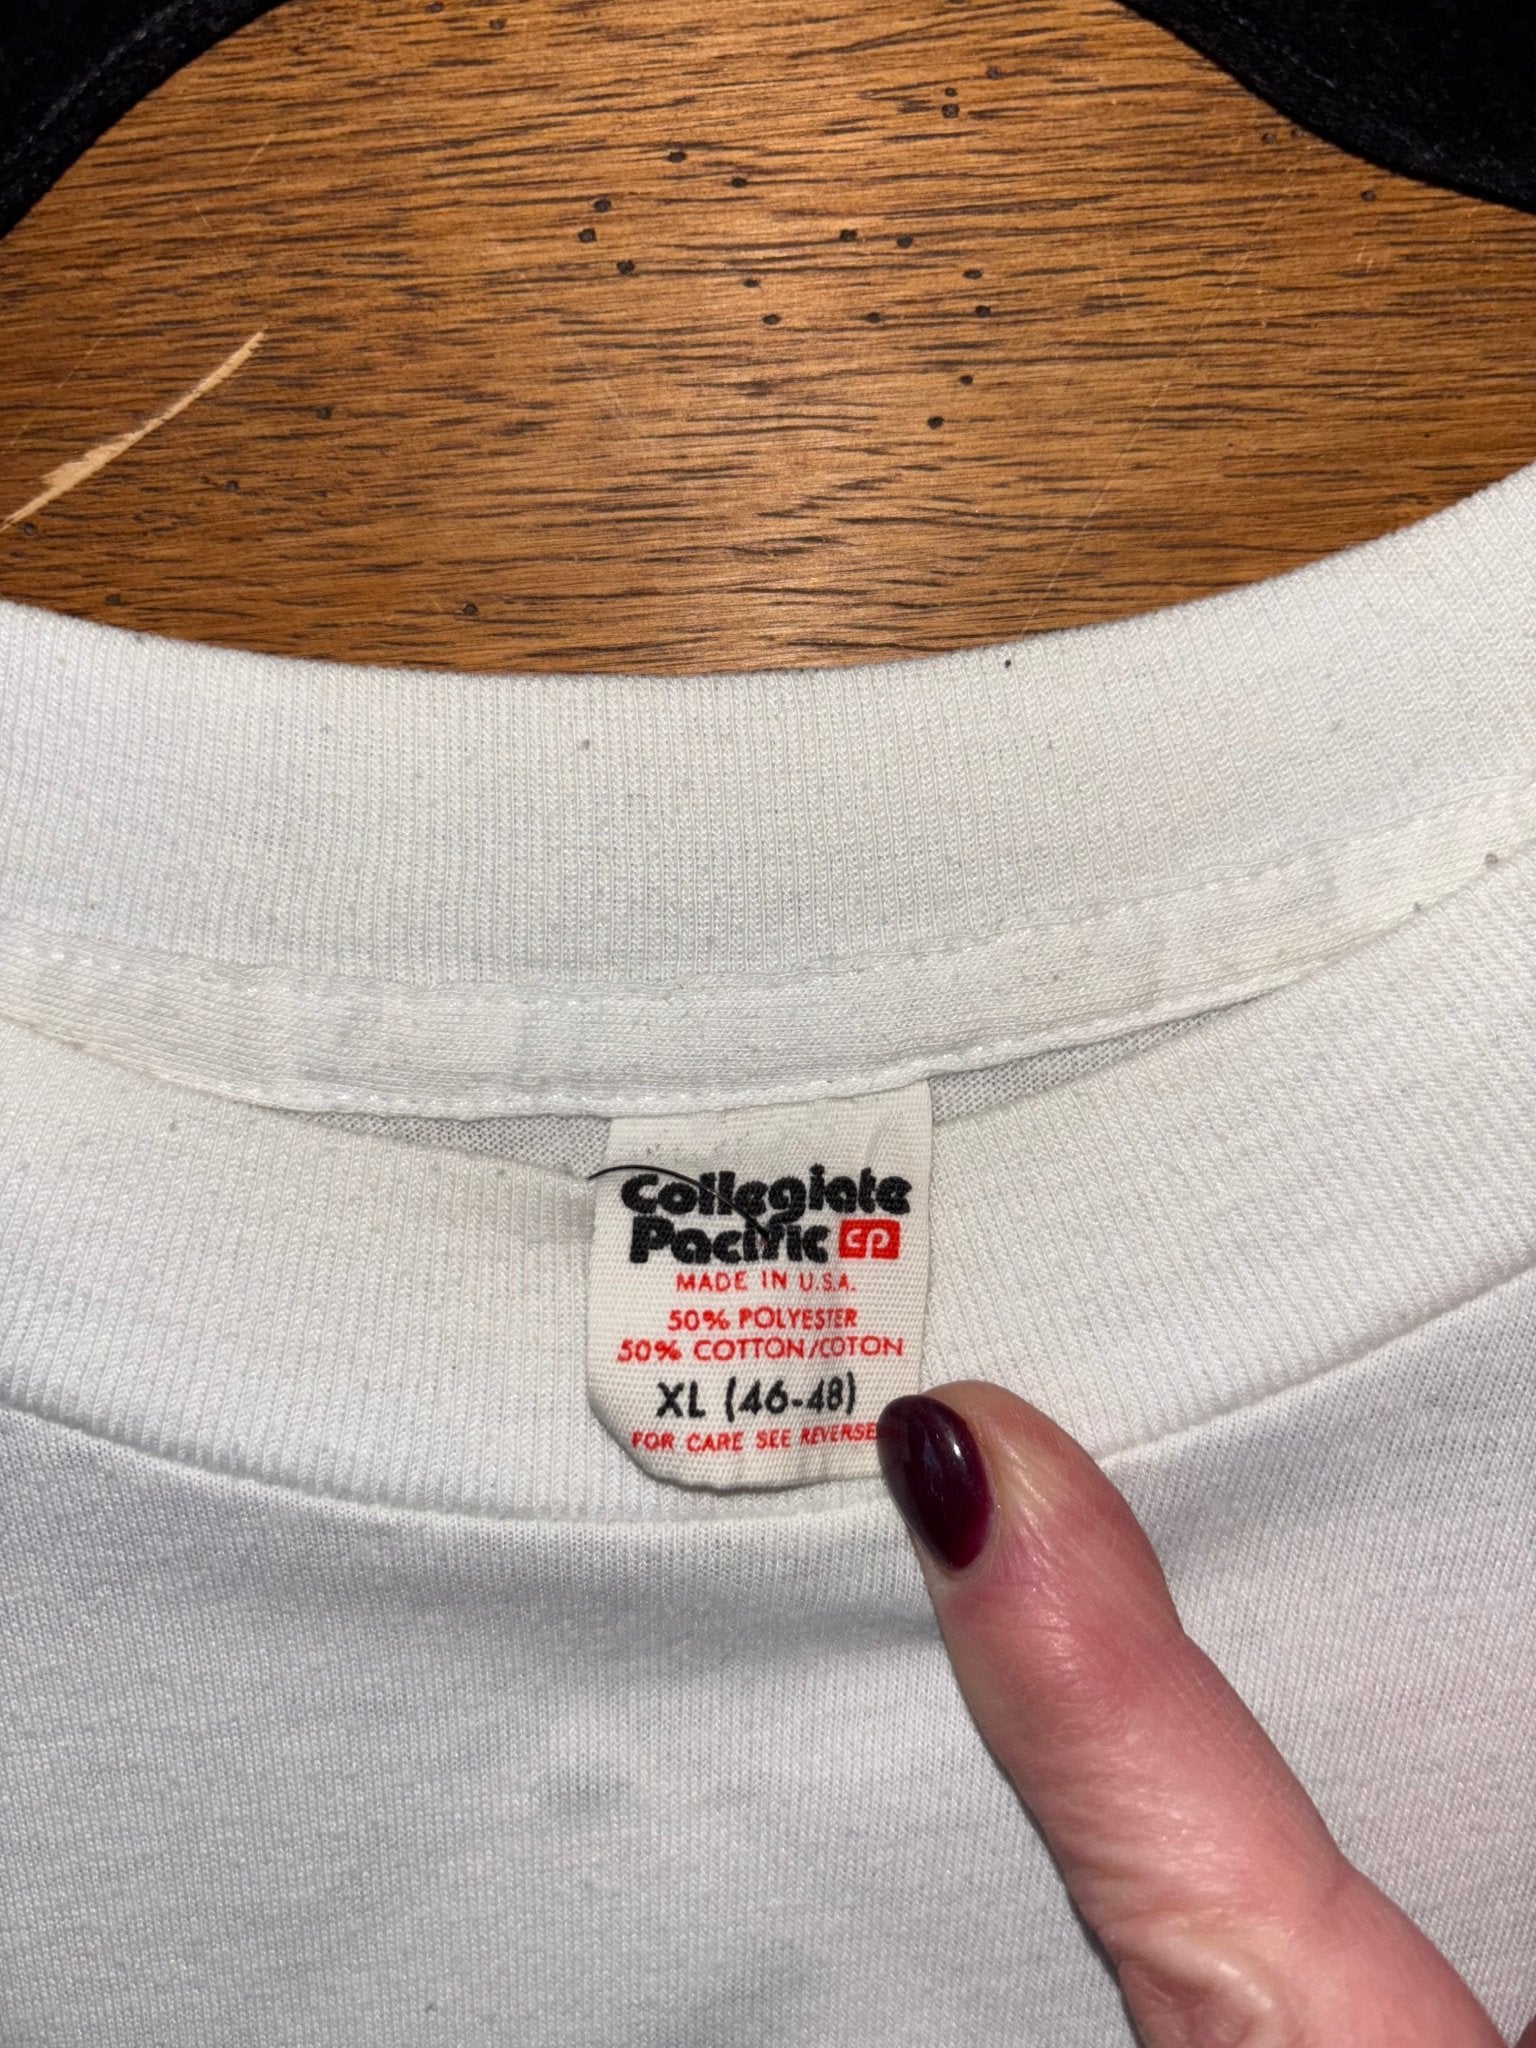 Collegiate
Pacific CP
MADE IN U.S.A.
50% POLYESTER
50% COTTON/COTON
XL (46-48)
FOR CARE SEE REVERSE